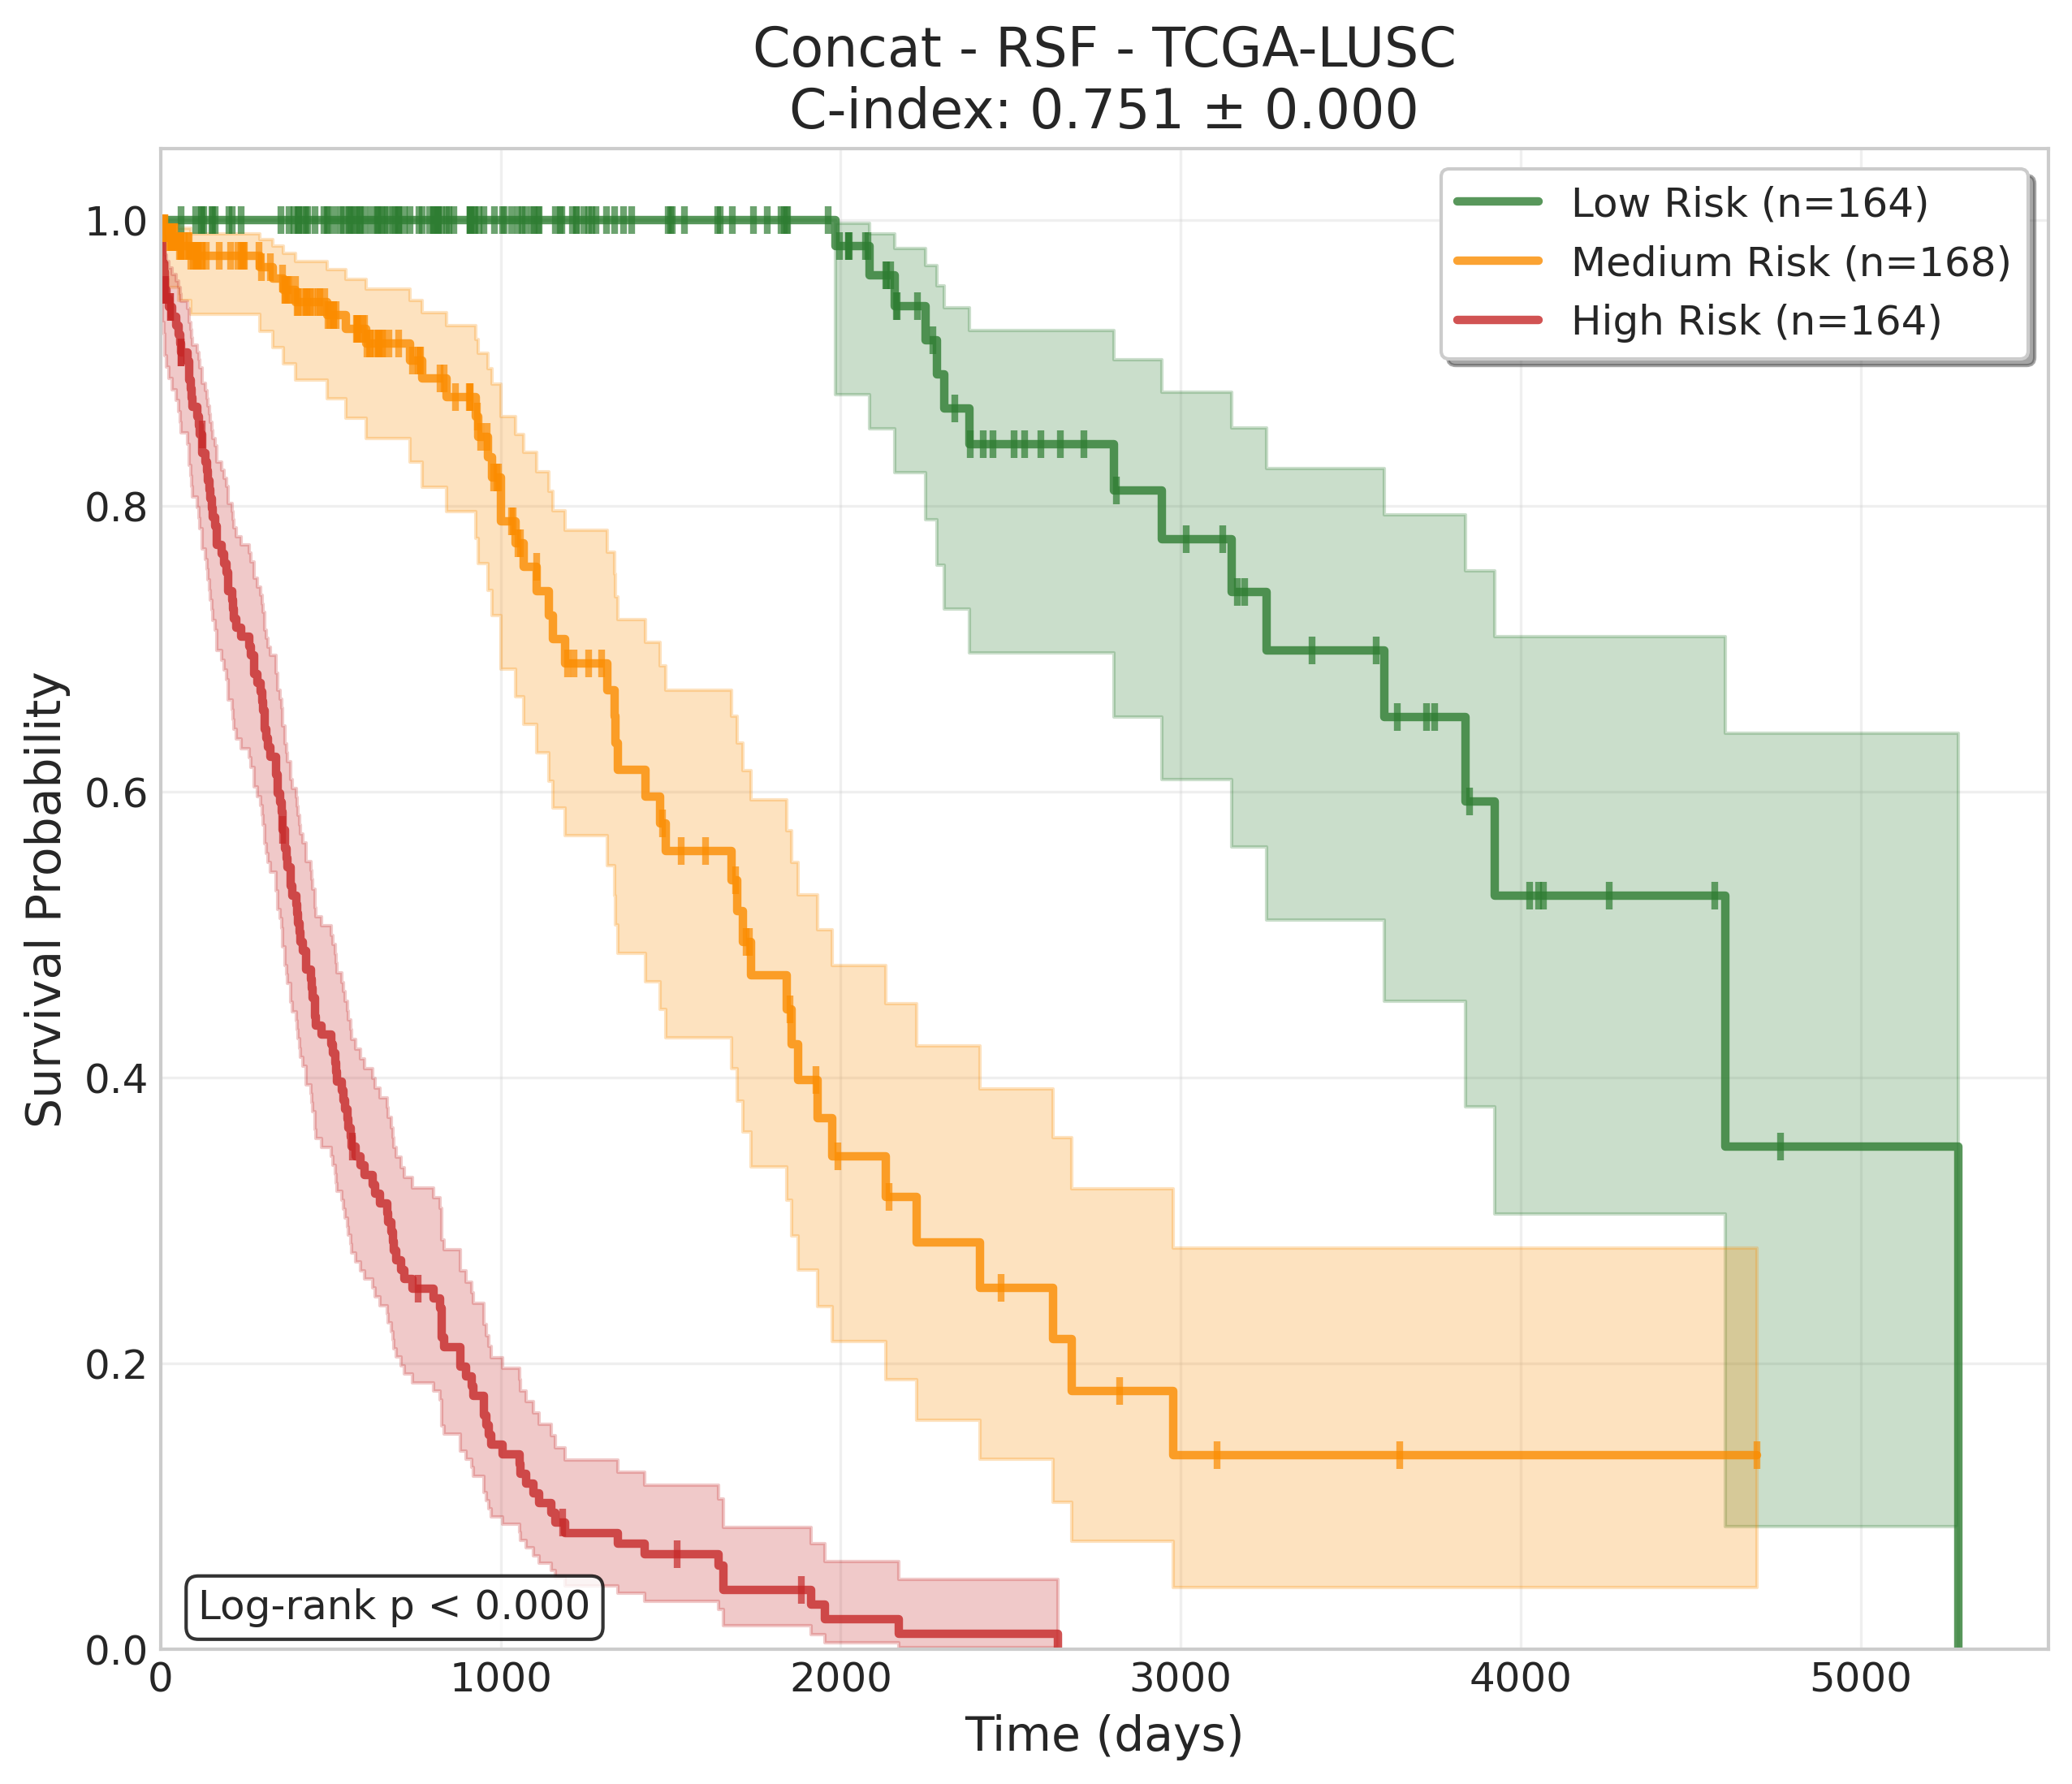 Concat - RSF - TCGA-LUSC
C-index: 0.751 ± 0.000
Low Risk (n=164)
Medium Risk (n=168)
High Risk (n=164)
Survival Probability
1.0
0.8
0.6
0.4
0.2
0.0
Log-rank p < 0.000
0 1000 2000 3000 4000 5000
Time (days)